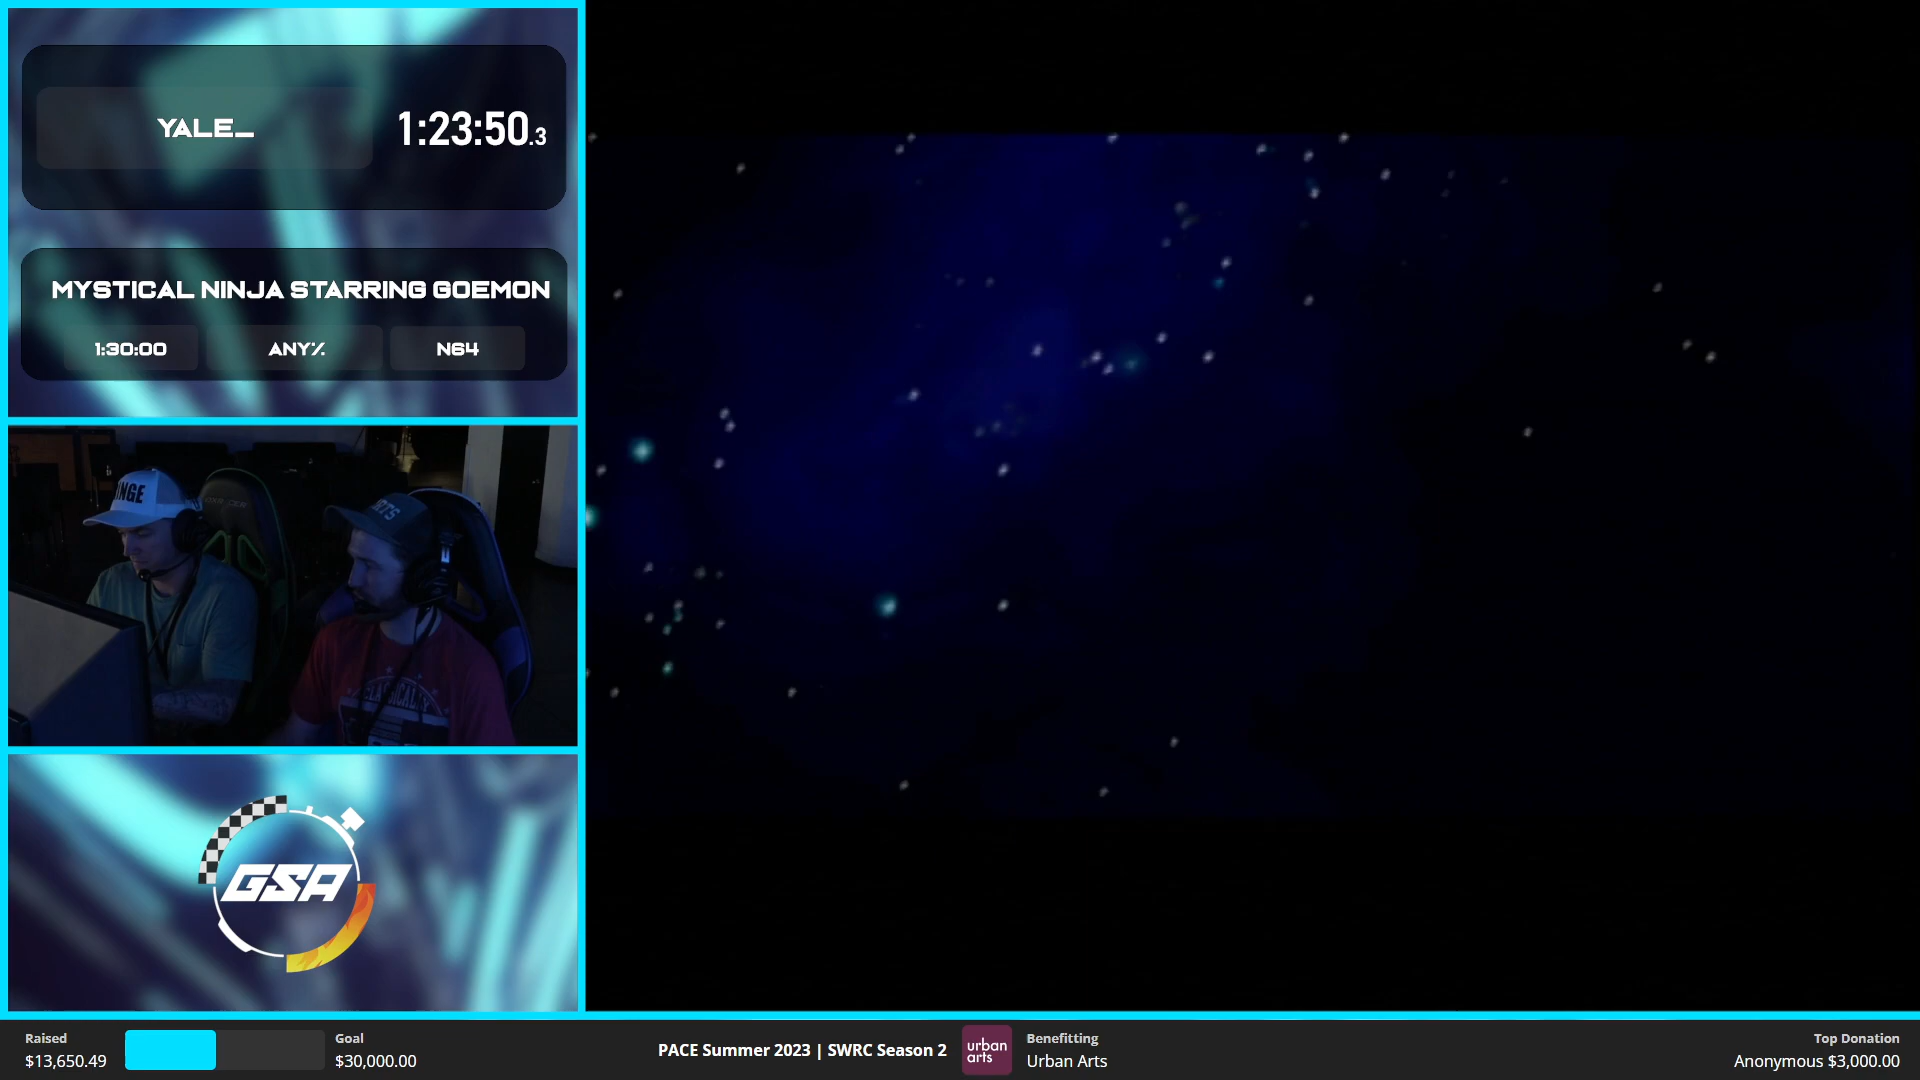 YALE_
1:23:50.3
MYSTICAL NINJA STARRING GOEMON
1:30:00
ANY%
N64
INGE
GSA
Raised
$13,650.49
Goal
$30,000.00
PACE Summer 2023 | SWRC Season 2
urban
arts
Benefitting
Urban Arts
Top Donation
Anonymous $3,000.00